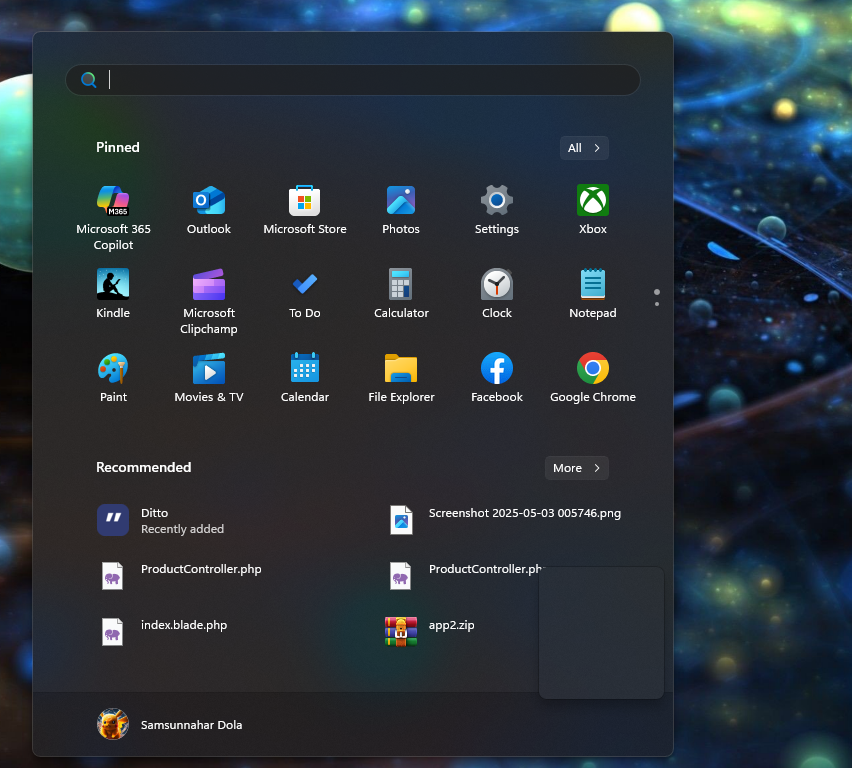 Pinned
All
M365
Microsoft 365
Copilot
Outlook
Microsoft Store
Photos
Settings
Xbox
Kindle
Microsoft
Clipchamp
To Do
Calculator
Clock
Notepad
Paint
Movies & TV
Calendar
File Explorer
Facebook
Google Chrome
Recommended
More
Ditto
Recently added
Screenshot 2025-05-03 005746.png
ProductController.php
ProductController.ph
index.blade.php
app2.zip
Samsunnahar Dola